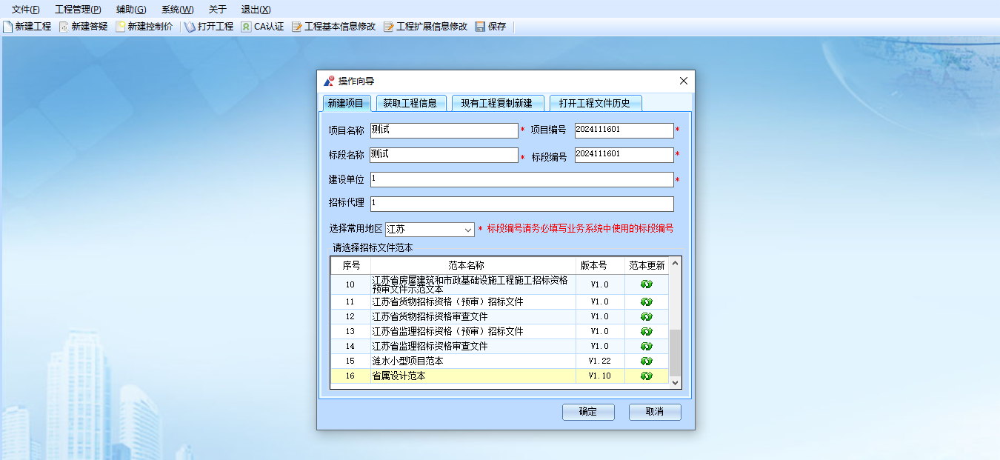 文件(F) 工程管理(P) 辅助(G) 系统(W) 关于 退出(X)
新建工程 新建答疑 新建控制价 打开工程 CA认证 工程基本信息修改 工程扩展信息修改 保存
操作向导
新建项目 获取工程信息 现有工程复制新建 打开工程文件历史
项目名称 测试 * 项目编号 2024111601 *
标段名称 测试 * 标段编号 2024111601 *
建设单位 1 *
招标代理 1
选择常用地区 江苏 * 标段编号请务必填写业务系统中使用的标段编号
请选择招标文件范本
序号 范本名称 版本号 范本更新
10 江苏省房屋建筑和市政基础设施工程施工招标资格 V1.0
预审文件示范文本
11 江苏省货物招标资格（预审）招标文件 V1.0
12 江苏省货物招标资格审查文件 V1.0
13 江苏省监理招标资格（预审）招标文件 V1.0
14 江苏省监理招标资格审查文件 V1.0
15 涟水小型项目范本 V1.22
16 省属设计范本 V1.10
确定 取消